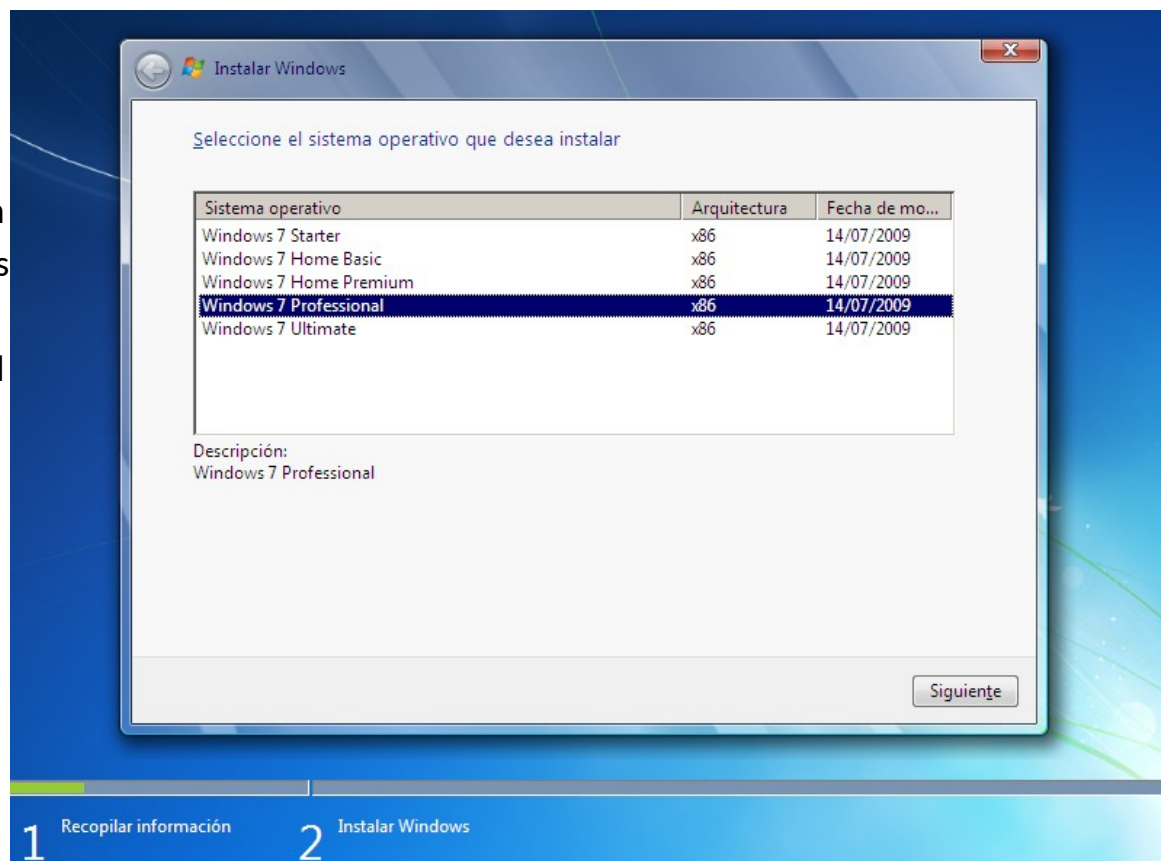 Instalar Windows
Seleccione el sistema operativo que desea instalar
Sistema operativo Arquitectura Fecha de mo...
Windows 7 Starter x86 14/07/2009
Windows 7 Home Basic x86 14/07/2009
Windows 7 Home Premium x86 14/07/2009
Windows 7 Professional x86 14/07/2009
Windows 7 Ultimate x86 14/07/2009
Descripción:
Windows 7 Professional
Siguiente
1 Recopilar información 2 Instalar Windows